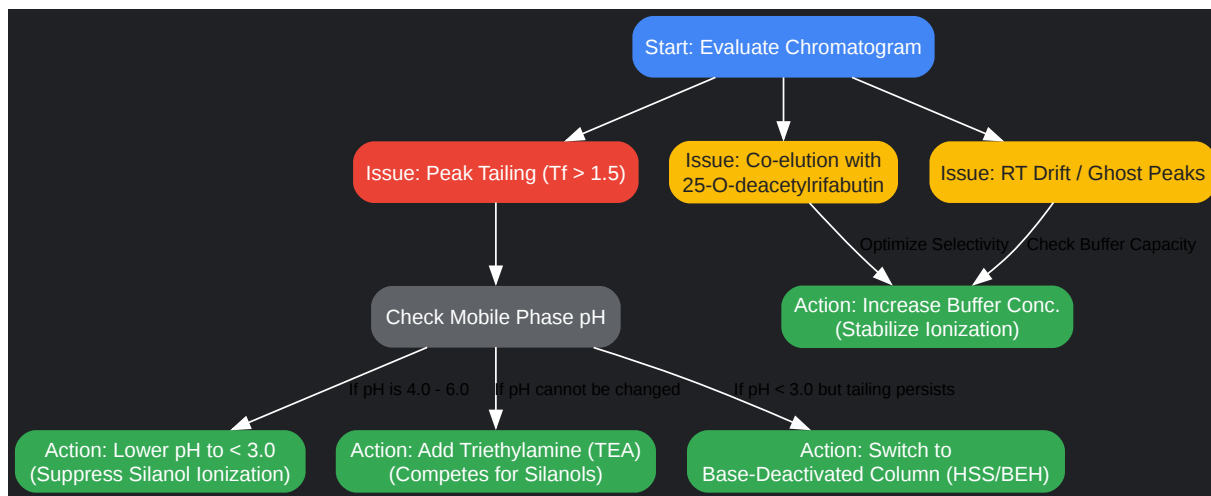 Start: Evaluate Chromatogram
Issue: Peak Tailing (Tf > 1.5)
Issue: Co-elution with
25-O-deacetylrifabutin
Issue: RT Drift / Ghost Peaks
Optimize Selectivity
Check Buffer Capacity
Check Mobile Phase pH
Action: Increase Buffer Conc.
(Stabilize Ionization)
If pH is 4.0 - 6.0
If pH cannot be changed
If pH < 3.0 but tailing persists
Action: Lower pH to < 3.0
(Suppress Silanol Ionization)
Action: Add Triethylamine (TEA)
(Competes for Silanols)
Action: Switch to
Base-Deactivated Column (HSS/BEH)